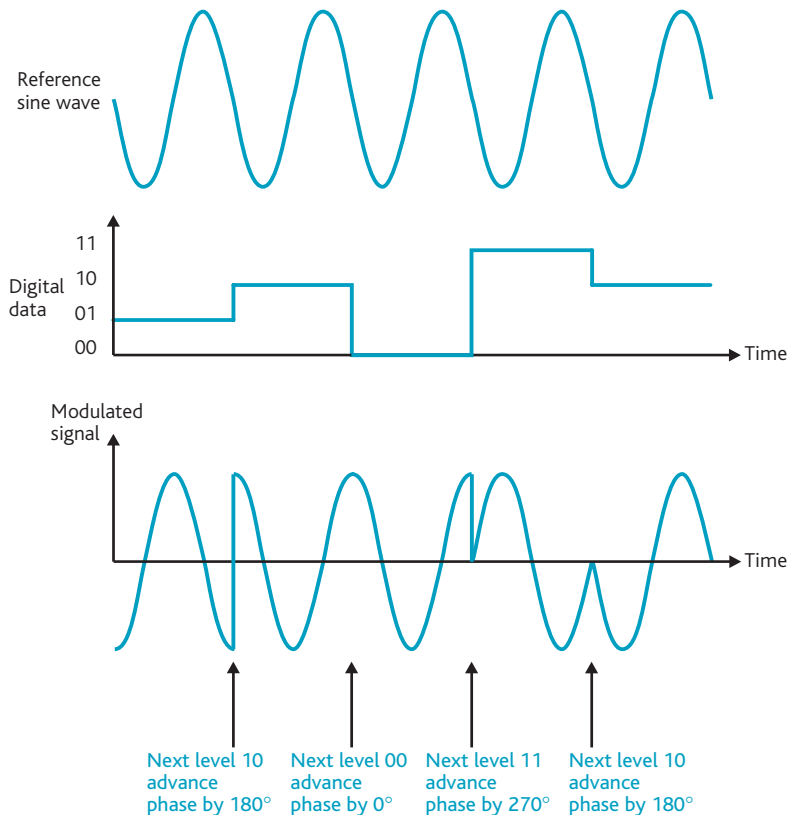 Reference
sine wave
11
10
01
00
Digital
data
Time
Modulated
signal
Time
Next level 10
advance
phase by 180°
Next level 00
advance
phase by 0°
Next level 11
advance
phase by 270°
Next level 10
advance
phase by 180°